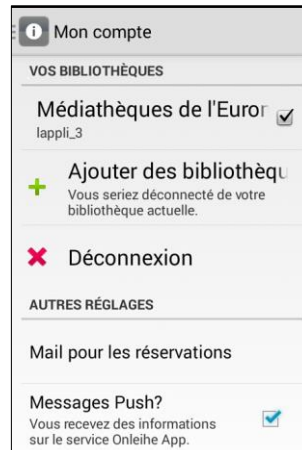 Mon compte
VOS BIBLIOTHÈQUES
Médiathèques de l'Euror
lappli_3
Ajouter des bibliothèqu
Vous seriez déconnecté de votre
bibliothèque actuelle.
Déconnexion
AUTRES RÉGLAGES
Mail pour les réservations
Messages Push?
Vous recevez des informations
sur le service Onleihe App.